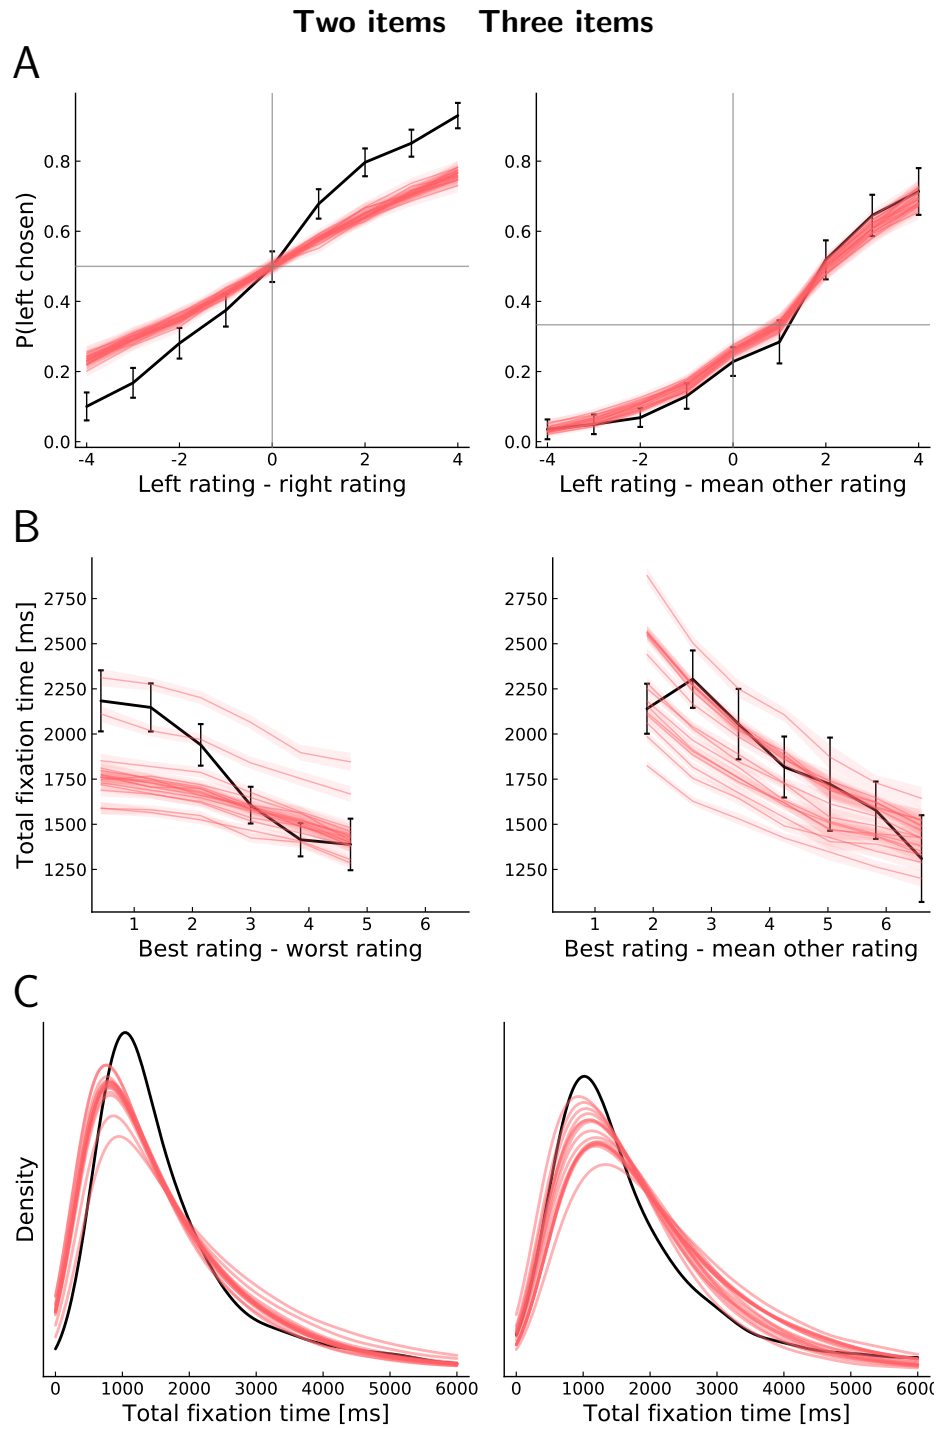 Two items Three items
A
P(left chosen)
0.8
0.6
0.4
0.2
0.0
-4 -2 0 2 4
Left rating - right rating
0.8
0.6
0.4
0.2
0.0
-4 -2 0 2 4
Left rating - mean other rating
B
Total fixation time [ms]
2750
2500
2250
2000
1750
1500
1250
1 2 3 4 5 6
Best rating - worst rating
2750
2500
2250
2000
1750
1500
1250
1 2 3 4 5 6
Best rating - mean other rating
C
Density
0 1000 2000 3000 4000 5000 6000
Total fixation time [ms]
0 1000 2000 3000 4000 5000 6000
Total fixation time [ms]